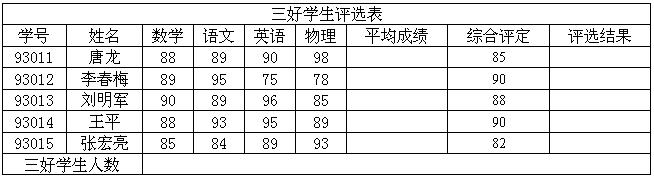 三好学生评选表
学号 姓名 数学 语文 英语 物理 平均成绩 综合评定 评选结果
93011 唐龙 88 89 90 98 85
93012 李春梅 89 95 75 78 90
93013 刘明军 90 89 96 85 88
93014 王平 88 93 95 89 90
93015 张宏亮 85 84 89 93 82
三好学生人数